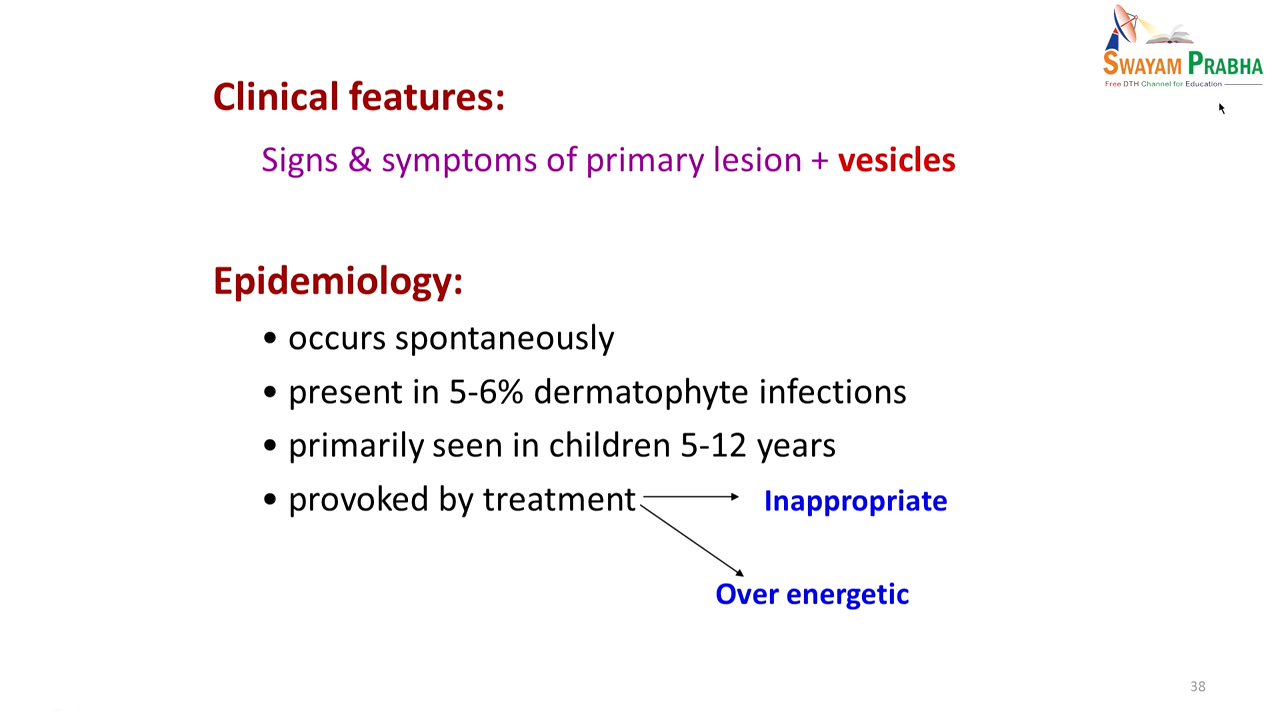 SWAYAM PRABHA
Free DTH Channel for Education
Clinical features:
Signs & symptoms of primary lesion + vesicles
Epidemiology:
• occurs spontaneously
• present in 5-6% dermatophyte infections
• primarily seen in children 5-12 years
• provoked by treatment Inappropriate
Over energetic
38